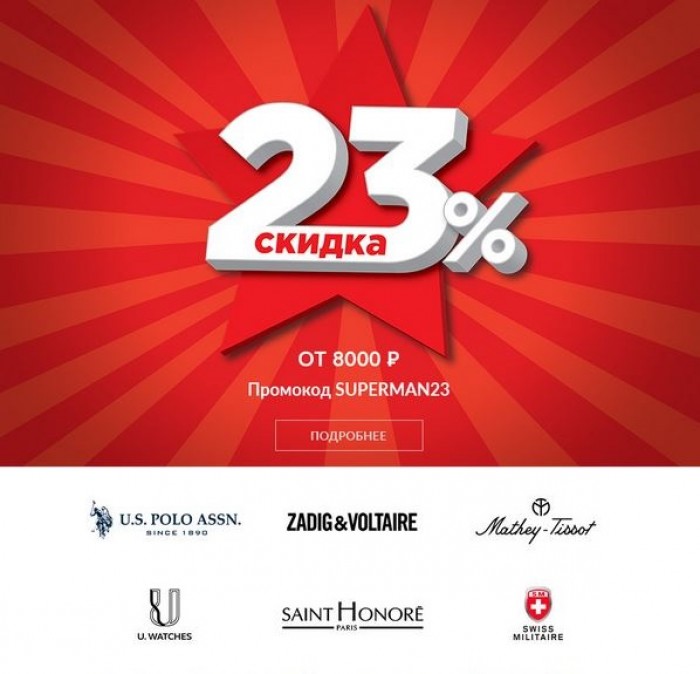 23%
скидка
ОТ 8000 ₽
Промокод SUPERMAN23
ПОДРОБНЕЕ
U.S. POLO ASSN.
SINCE 1890
ZADIG&VOLTAIRE
Mathey-Tissot
U. WATCHES
SAINT HONORÉ
PARIS
SM
SWISS
MILITAIRE